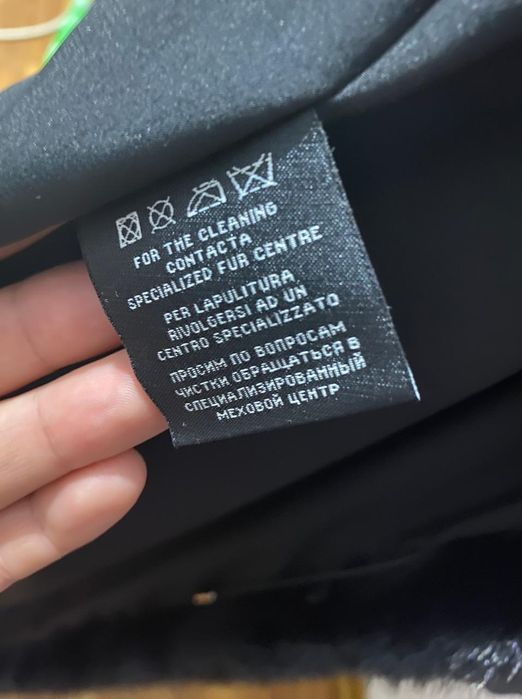 FOR THE CLEANING
CONTACTA
SPECIALIZED FUR CENTRE
PER LAPULITURA
RIVOLGERSI AD UN
CENTRO SPECIALIZZATO
ПРОСИМ ПО ВОПРОСАМ
ЧИСТКИ ОБРАЩАТЬСЯ В
СПЕЦИАЛИЗИРОВАННЫЙ
МЕХОВОЙ ЦЕНТР